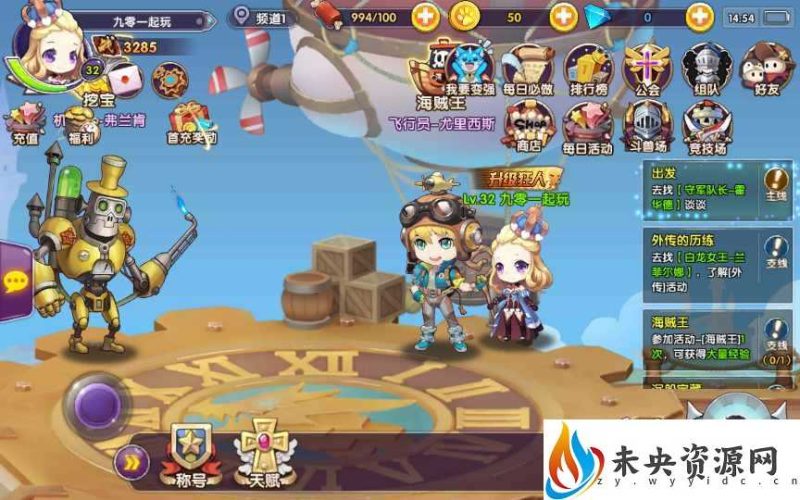 九零一起玩
频道1
994/100
50
0
14:54
3285
32
挖宝
海贼王
我要变强
每日必做
排行榜
公会
组队
好友
充值
福利
弗兰肯
首充奖励
飞行员-尤里西斯
SHOP
商店
每日活动
斗兽场
竞技场
升级狂人
Lv.32 九零一起玩
出发
去找【守军队长-霍
华德】谈谈
主线
外传的历练
去找【白龙女王-兰
菲尔娜】,了解[外
传]活动
支线
海贼王
参加活动-[海贼王]1
次,可获得大量经验
支线
(0/1)
XII
称号
天赋
未央资源网
zy.wyyidc.cn